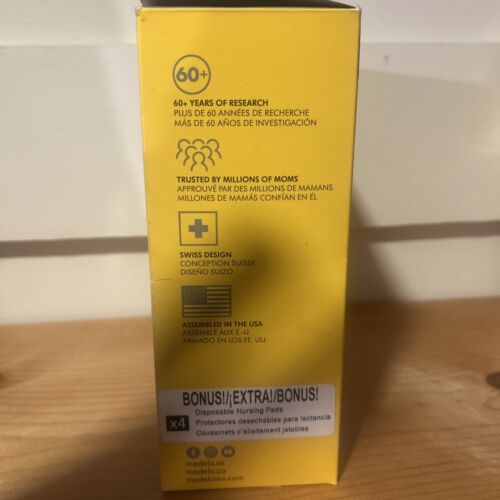 60+
60+ YEARS OF RESEARCH
PLUS DE 60 ANNÉES DE RECHERCHE
MÁS DE 60 AÑOS DE INVESTIGACIÓN
TRUSTED BY MILLIONS OF MOMS
APPROUVÉ PAR DES MILLIONS DE MAMANS
MILLONES DE MAMÁS CONFÍAN EN ÉL
SWISS DESIGN
CONCEPTION SUISSE
DISEÑO SUIZO
ASSEMBLED IN THE USA
ASSEMBLÉ AUX É.-U.
ARMADO EN LOS EE. UU.
BONUS!/¡EXTRA!/BONUS!
x4
Disposable Nursing Pads
Protectores desechables para lactancia
Coussinets d'allaitement jetables
medela.us
medela.ca
medelamx.com